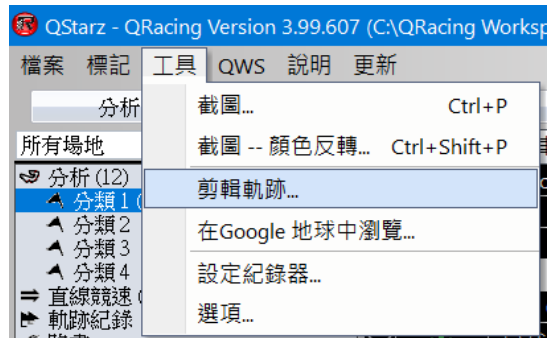 QStarz - QRacing Version 3.99.607 (C:\QRacing Worksp
檔案 標記 工具 QWS 說明 更新
分析
截圖... Ctrl+P
所有場地
截圖 -- 顏色反轉... Ctrl+Shift+P
分析 (12)
剪輯軌跡...
分類 1 (
分類 2
在Google 地球中瀏覽...
分類 3
分類 4
設定紀錄器...
直線競速 (
軌跡紀錄
選項...